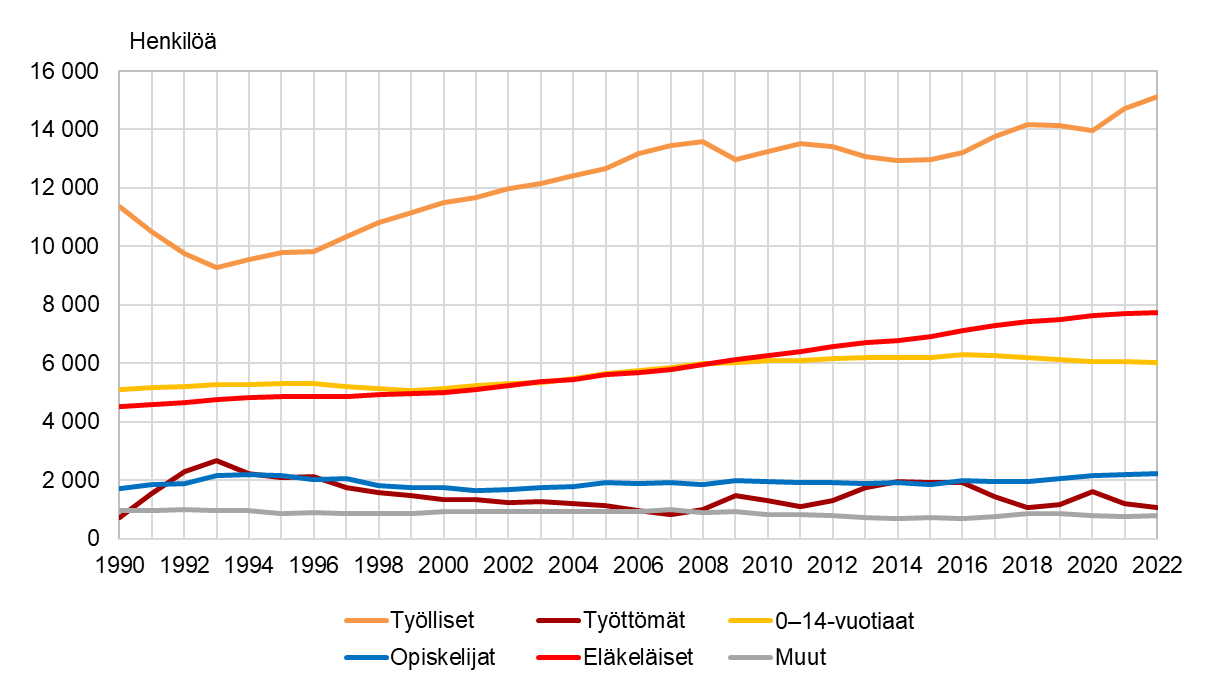 Henkilöä
16 000
14 000
12 000
10 000
8 000
6 000
4 000
2 000
0
1990 1992 1994 1996 1998 2000 2002 2004 2006 2008 2010 2012 2014 2016 2018 2020 2022
Työlliset Työttömät 0–14-vuotiaat
Opiskelijat Eläkeläiset Muut